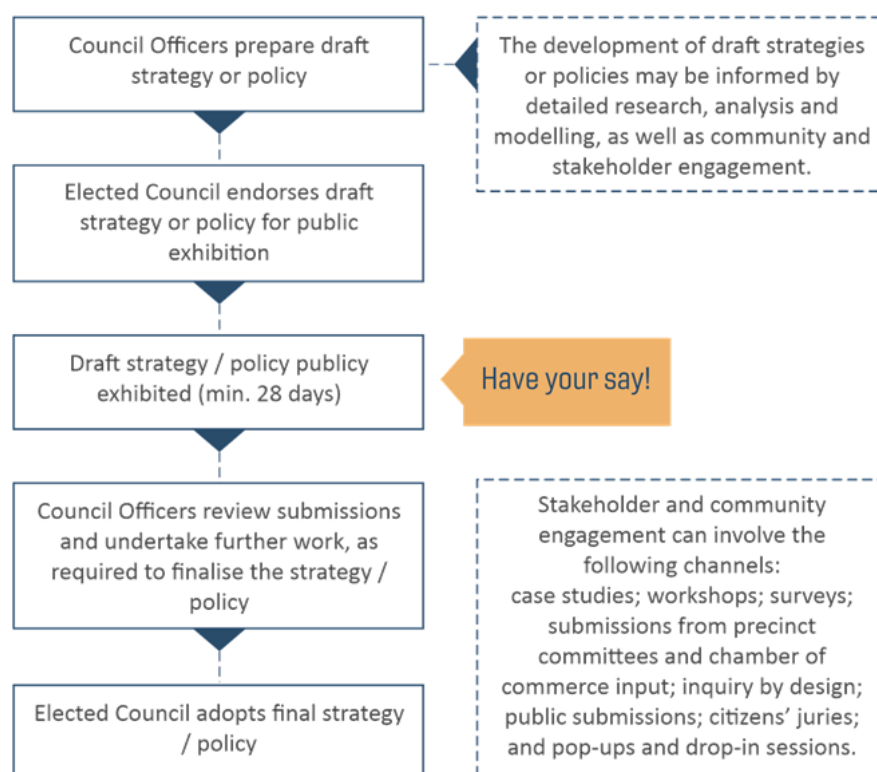 Council Officers prepare draft
strategy or policy
The development of draft strategies
or policies may be informed by
detailed research, analysis and
modelling, as well as community and
stakeholder engagement.
Elected Council endorses draft
strategy or policy for public
exhibition
Draft strategy / policy publicy
exhibited (min. 28 days)
Have your say!
Council Officers review submissions
and undertake further work, as
required to finalise the strategy /
policy
Stakeholder and community
engagement can involve the
following channels:
case studies; workshops; surveys;
submissions from precinct
committees and chamber of
commerce input; inquiry by design;
public submissions; citizens’ juries;
and pop-ups and drop-in sessions.
Elected Council adopts final strategy
/ policy